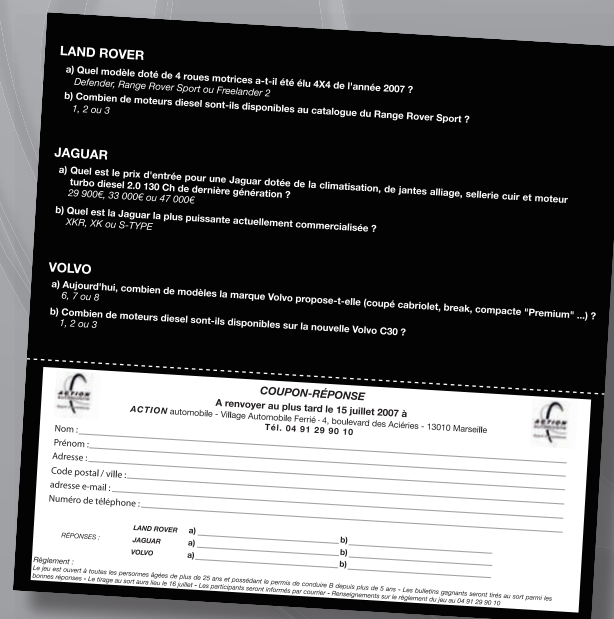 LAND ROVER
a) Quel modèle doté de 4 roues motrices a-t-il été élu 4X4 de l'année 2007 ?
Defender, Range Rover Sport ou Freelander 2
b) Combien de moteurs diesel sont-ils disponibles au catalogue du Range Rover Sport ?
1, 2 ou 3
JAGUAR
a) Quel est le prix d'entrée pour une Jaguar dotée de la climatisation, de jantes alliage, sellerie cuir et moteur
turbo diesel 2.0 130 Ch de dernière génération ?
29 900€, 33 000€ ou 47 000€
b) Quel est la Jaguar la plus puissante actuellement commercialisée ?
XKR, XK ou S-TYPE
VOLVO
a) Aujourd'hui, combien de modèles la marque Volvo propose-t-elle (coupé cabriolet, break, compacte "Premium" ...) ?
6, 7 ou 8
b) Combien de moteurs diesel sont-ils disponibles sur la nouvelle Volvo C30 ?
1, 2 ou 3
COUPON-RÉPONSE
A renvoyer au plus tard le 15 juillet 2007 à
ACTION automobile - Village Automobile Ferrié - 4, boulevard des Aciéries - 13010 Marseille
Tél. 04 91 29 90 10
ACTION
ACTION
Nom :
Prénom :
Adresse :
Code postal / ville :
adresse e-mail :
Numéro de téléphone :
RÉPONSES :
LAND ROVER a) b)
JAGUAR a) b)
VOLVO a) b)
Règlement :
Le jeu est ouvert à toutes les personnes âgées de plus de 25 ans et possédant le permis de conduire B depuis plus de 5 ans - Les bulletins gagnants seront tirés au sort parmi les
bonnes réponses - Le tirage au sort aura lieu le 16 juillet - Les participants seront informés par courrier - Renseignements sur le règlement du jeu au 04 91 29 90 10